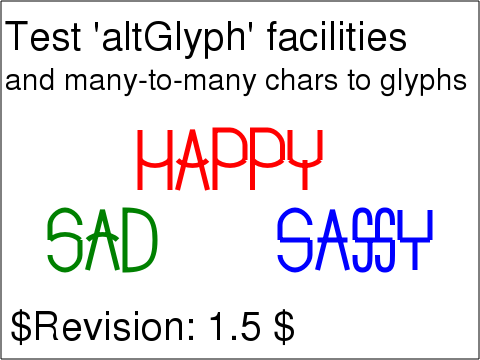 Test 'altGlyph' facilities
and many-to-many chars to glyphs
HAPPY
SAD SASSY
$Revision: 1.5 $